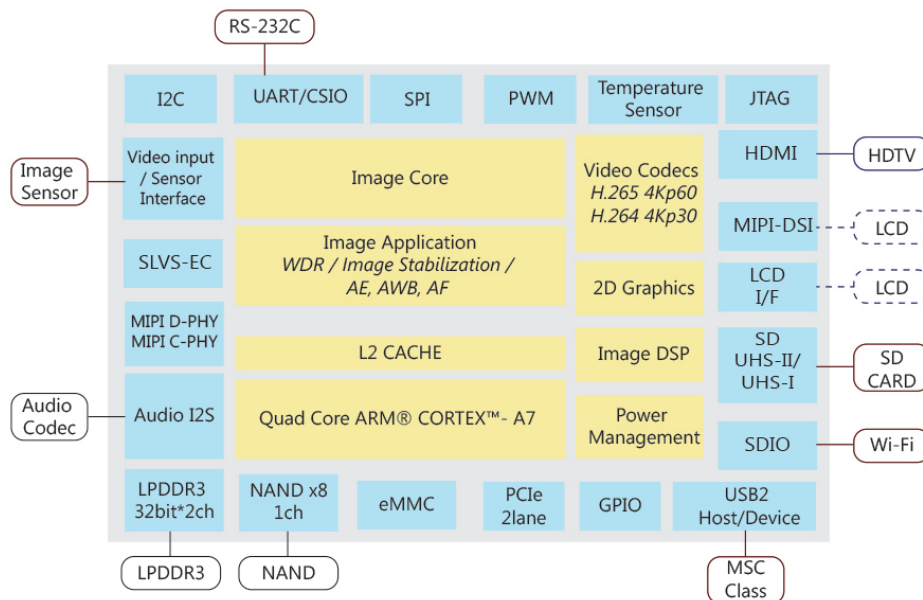 RS-232C
I2C
UART/CSIO
SPI
PWM
Temperature
Sensor
JTAG
Image
Sensor
Video input
/ Sensor
Interface
Image Core
Video Codecs
H.265 4Kp60
H.264 4Kp30
HDMI
HDTV
MIPI-DSI
LCD
SLVS-EC
Image Application
WDR / Image Stabilization /
AE, AWB, AF
2D Graphics
LCD
I/F
LCD
MIPI D-PHY
MIPI C-PHY
L2 CACHE
Image DSP
SD
UHS-II/
UHS-I
SD
CARD
Audio
Codec
Audio I2S
Quad Core ARM® CORTEX™- A7
Power
Management
SDIO
Wi-Fi
LPDDR3
32bit*2ch
NAND x8
1ch
eMMC
PCIe
2lane
GPIO
USB2
Host/Device
LPDDR3
NAND
MSC
Class